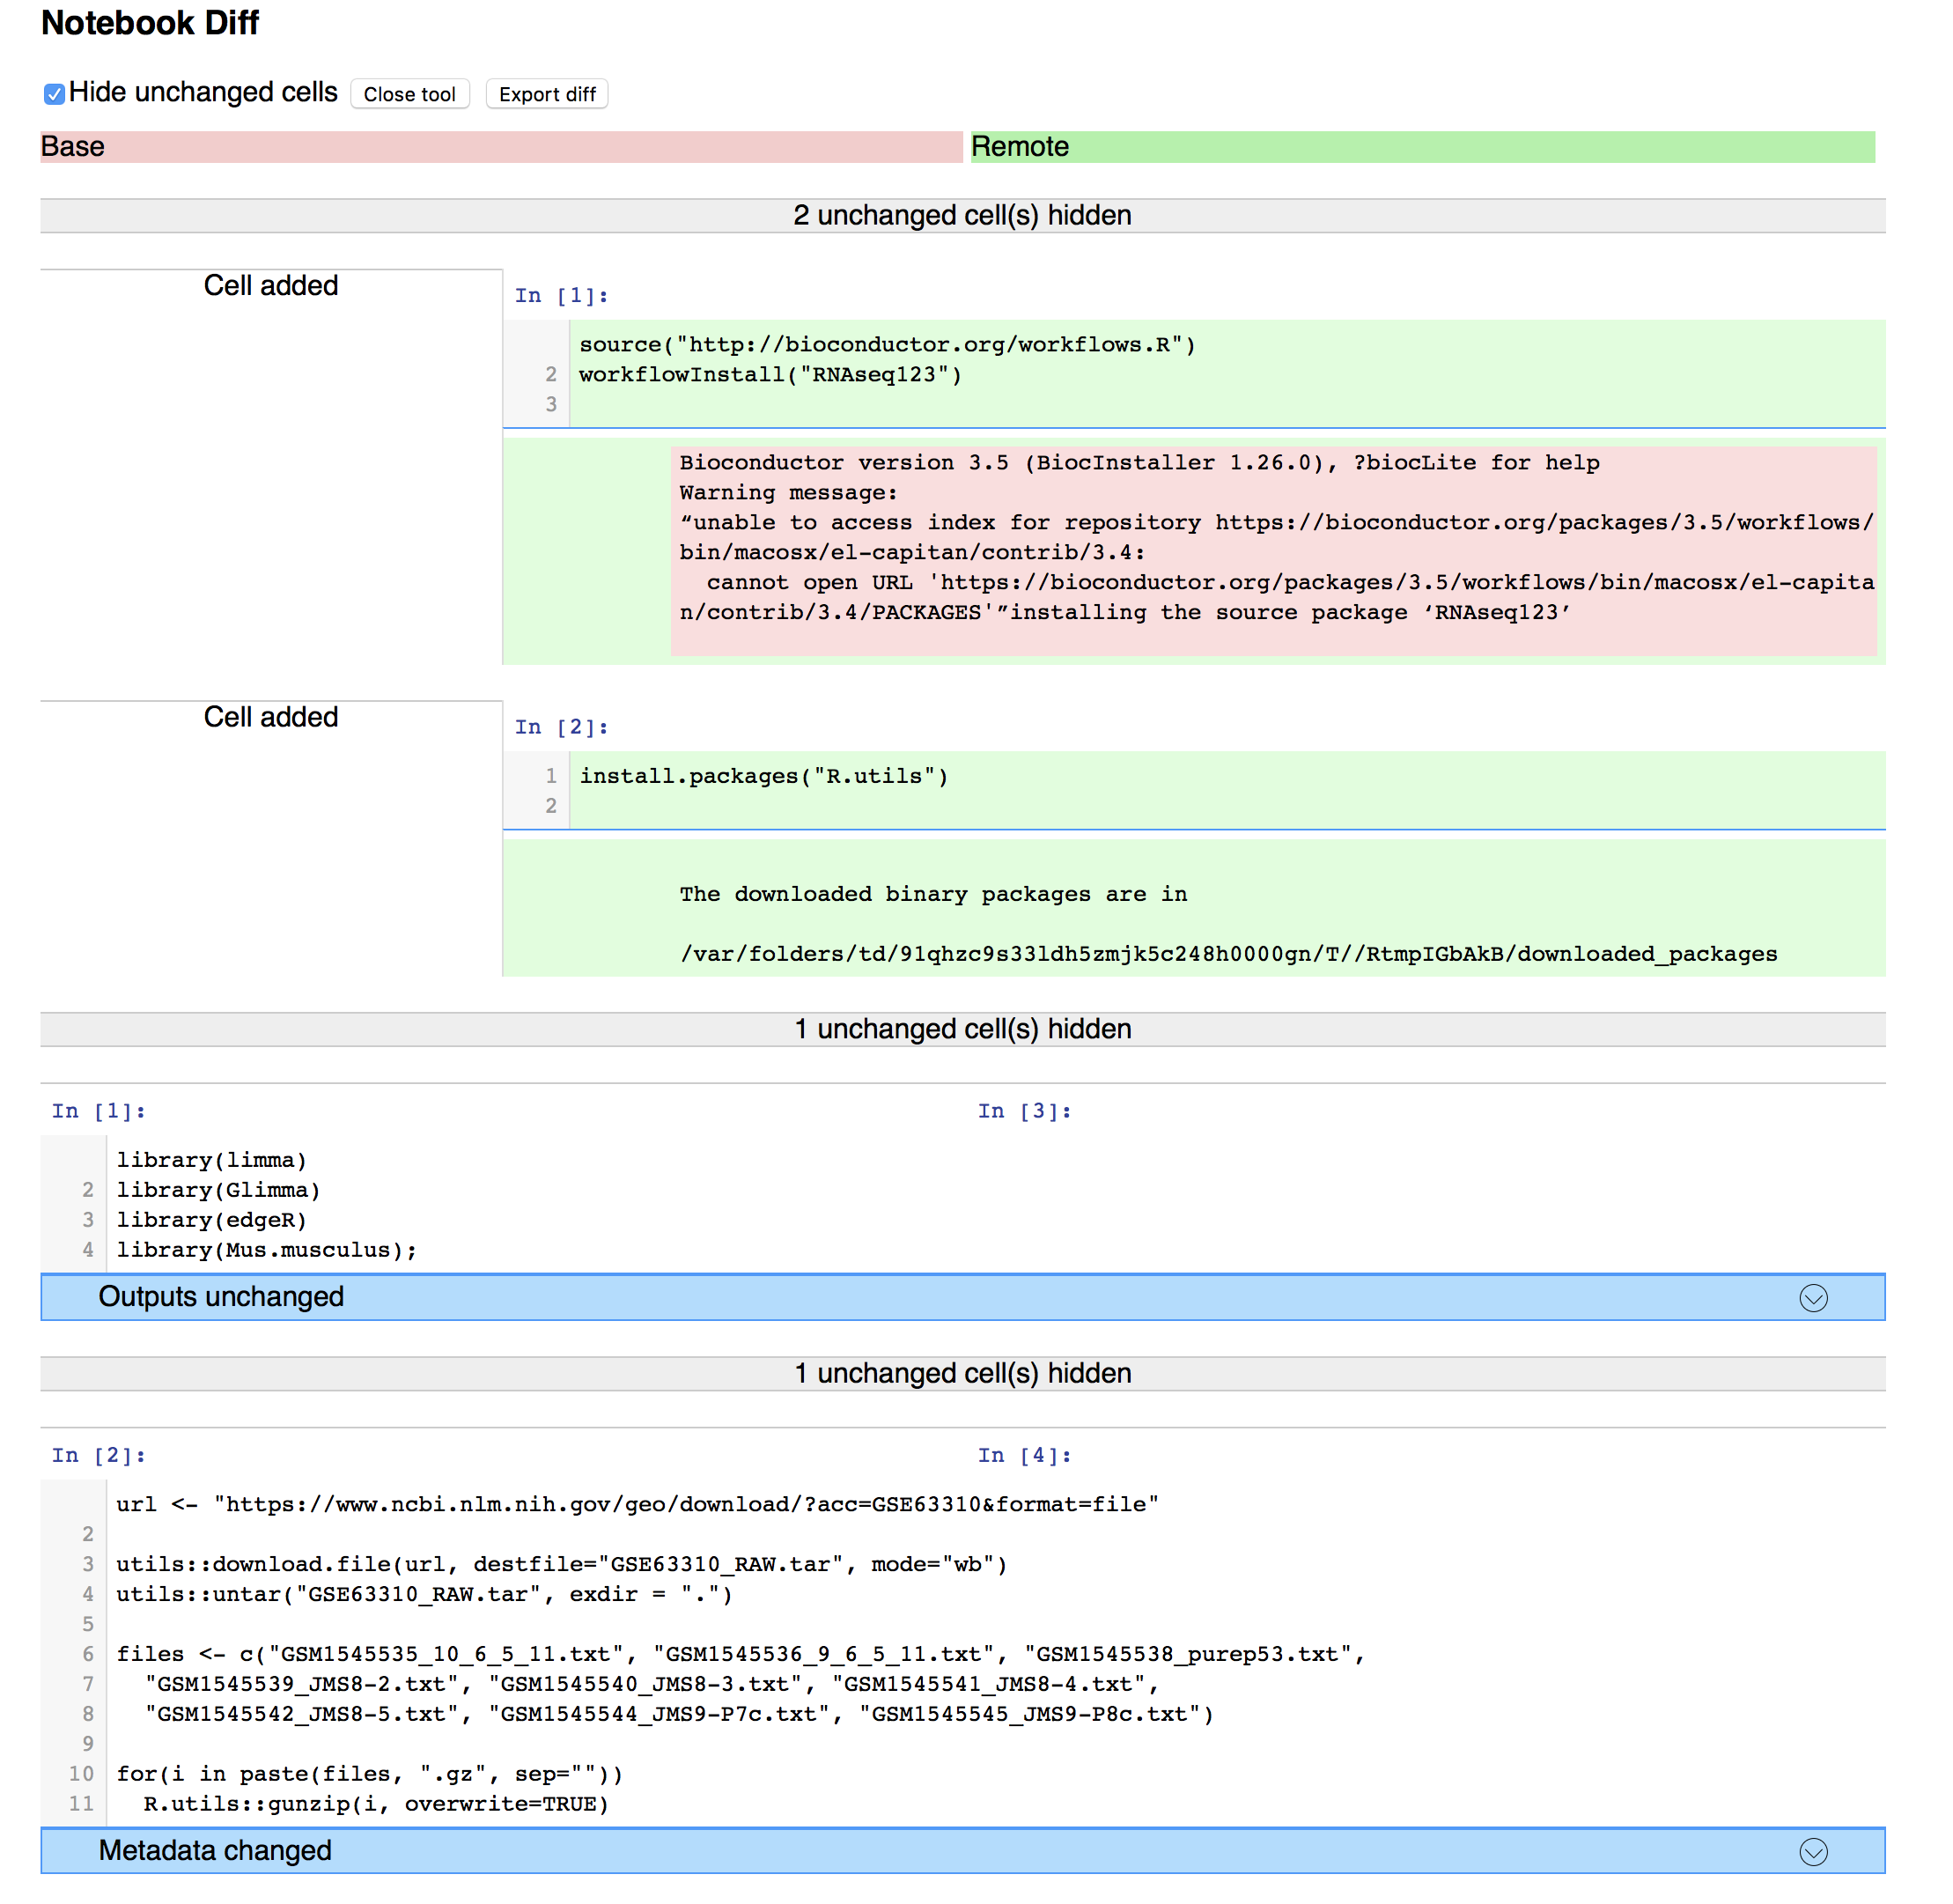 Notebook Diff
Hide unchanged cells Close tool Export diff
Base Remote
2 unchanged cell(s) hidden
Cell added
In [1]:
source("http://bioconductor.org/workflows.R")
2 workflowInstall("RNAseq123")
3
Bioconductor version 3.5 (BiocInstaller 1.26.0), ?biocLite for help
Warning message:
“unable to access index for repository https://bioconductor.org/packages/3.5/workflows/
bin/macosx/el-capitan/contrib/3.4:
  cannot open URL 'https://bioconductor.org/packages/3.5/workflows/bin/macosx/el-capita
n/contrib/3.4/PACKAGES'”installing the source package ‘RNAseq123’
Cell added
In [2]:
1 install.packages("R.utils")
2
The downloaded binary packages are in
/var/folders/td/91qhzc9s33ldh5zmjk5c248h0000gn/T//RtmpIGbAkB/downloaded_packages
1 unchanged cell(s) hidden
In [1]: In [3]:
library(limma)
2 library(Glimma)
3 library(edgeR)
4 library(Mus.musculus);
Outputs unchanged
1 unchanged cell(s) hidden
In [2]: In [4]:
url <- "https://www.ncbi.nlm.nih.gov/geo/download/?acc=GSE63310&format=file"
2
3 utils::download.file(url, destfile="GSE63310_RAW.tar", mode="wb")
4 utils::untar("GSE63310_RAW.tar", exdir = ".")
5
6 files <- c("GSM1545535_10_6_5_11.txt", "GSM1545536_9_6_5_11.txt", "GSM1545538_purep53.txt",
7   "GSM1545539_JMS8-2.txt", "GSM1545540_JMS8-3.txt", "GSM1545541_JMS8-4.txt",
8   "GSM1545542_JMS8-5.txt", "GSM1545544_JMS9-P7c.txt", "GSM1545545_JMS9-P8c.txt")
9
10 for(i in paste(files, ".gz", sep=""))
11   R.utils::gunzip(i, overwrite=TRUE)
Metadata changed